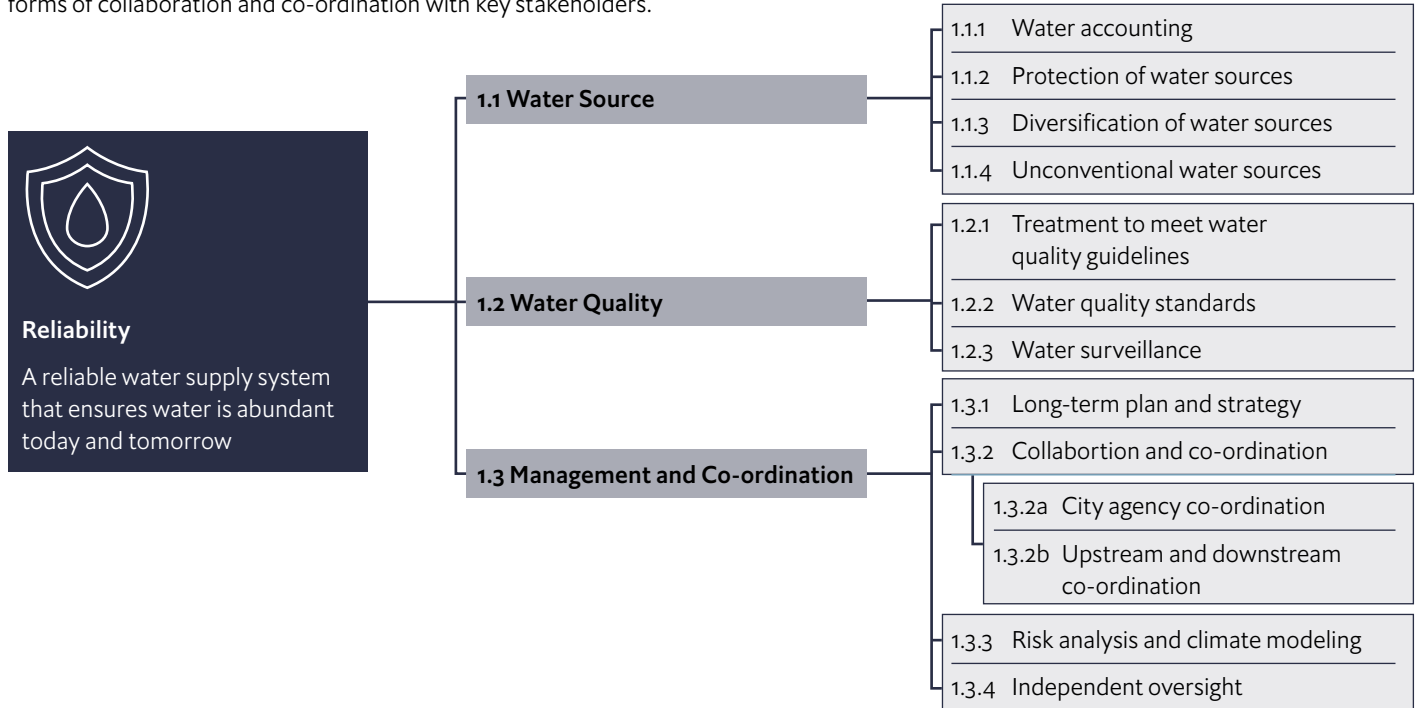 forms of collaboration and co-ordination with key stakeholders.
Reliability
A reliable water supply system
that ensures water is abundant
today and tomorrow
1.1 Water Source
1.1.1 Water accounting
1.1.2 Protection of water sources
1.1.3 Diversification of water sources
1.1.4 Unconventional water sources
1.2 Water Quality
1.2.1 Treatment to meet water
quality guidelines
1.2.2 Water quality standards
1.2.3 Water surveillance
1.3 Management and Co-ordination
1.3.1 Long-term plan and strategy
1.3.2 Collabortion and co-ordination
1.3.2a City agency co-ordination
1.3.2b Upstream and downstream
co-ordination
1.3.3 Risk analysis and climate modeling
1.3.4 Independent oversight